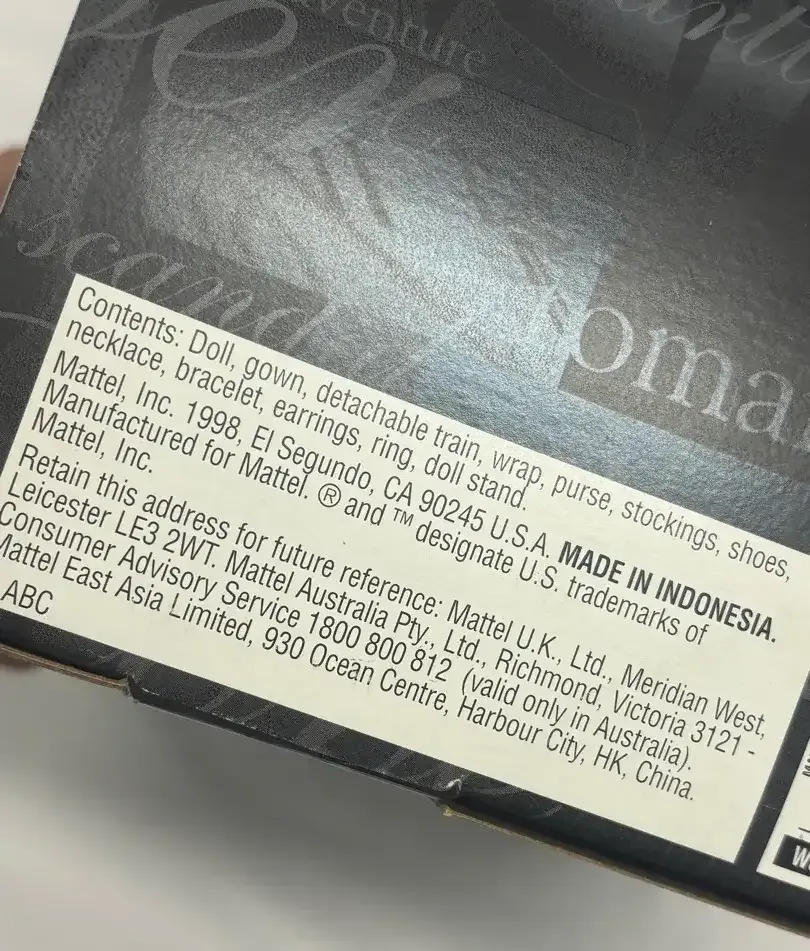 venture
scand
roma
Contents: Doll, gown, detachable train, wrap, purse, stockings, shoes,
necklace, bracelet, earrings, ring, doll stand.
Mattel, Inc. 1998, El Segundo, CA 90245 U.S.A. MADE IN INDONESIA.
Manufactured for Mattel. ® and ™ designate U.S. trademarks of
Mattel, Inc.
Retain this address for future reference: Mattel U.K., Ltd., Meridian West,
Leicester LE3 2WT. Mattel Australia Pty., Ltd., Richmond, Victoria 3121 -
Consumer Advisory Service 1800 800 812 (valid only in Australia).
Mattel East Asia Limited, 930 Ocean Centre, Harbour City, HK, China.
ABC